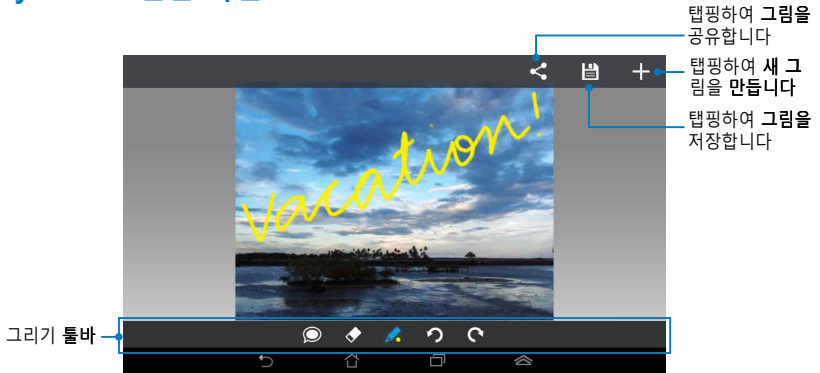 탭핑하여 그림을
공유합니다
탭핑하여 새 그
림을 만듭니다
탭핑하여 그림을
저장합니다
vacation!
그리기 툴바